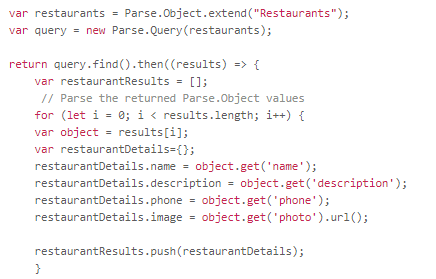 var restaurants = Parse.Object.extend("Restaurants");
var query = new Parse.Query(restaurants);

return query.find().then((results) => {
    var restaurantResults = [];
     // Parse the returned Parse.Object values
    for (let i = 0; i < results.length; i++) {
    var object = results[i];
    var restaurantDetails={};
    restaurantDetails.name = object.get('name');
    restaurantDetails.description = object.get('description');
    restaurantDetails.phone = object.get('phone');
    restaurantDetails.image = object.get('photo').url();

    restaurantResults.push(restaurantDetails);
    }